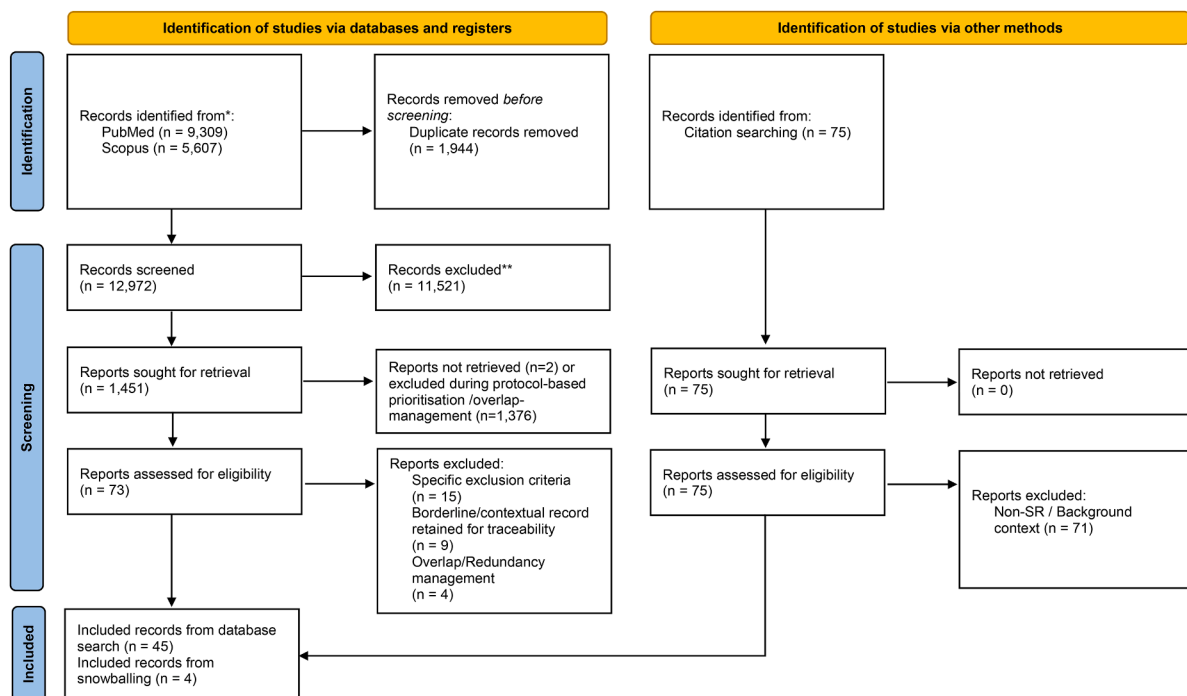 Identification of studies via databases and registers
Identification of studies via other methods
Identification
Records identified from*:
PubMed (n = 9,309)
Scopus (n = 5,607)
Records removed before
screening:
Duplicate records removed
(n = 1,944)
Records identified from:
Citation searching (n = 75)
Screening
Records screened
(n = 12,972)
Records excluded**
(n = 11,521)
Reports sought for retrieval
(n = 1,451)
Reports not retrieved (n=2) or
excluded during protocol-based
prioritisation /overlap-
management (n=1,376)
Reports sought for retrieval
(n = 75)
Reports not retrieved
(n = 0)
Reports assessed for eligibility
(n = 73)
Reports excluded:
Specific exclusion criteria
(n = 15)
Borderline/contextual record
retained for traceability
(n = 9)
Overlap/Redundancy
management
(n = 4)
Reports assessed for eligibility
(n = 75)
Reports excluded:
Non-SR / Background
context (n = 71)
Included
Included records from database
search (n = 45)
Included records from
snowballing (n = 4)